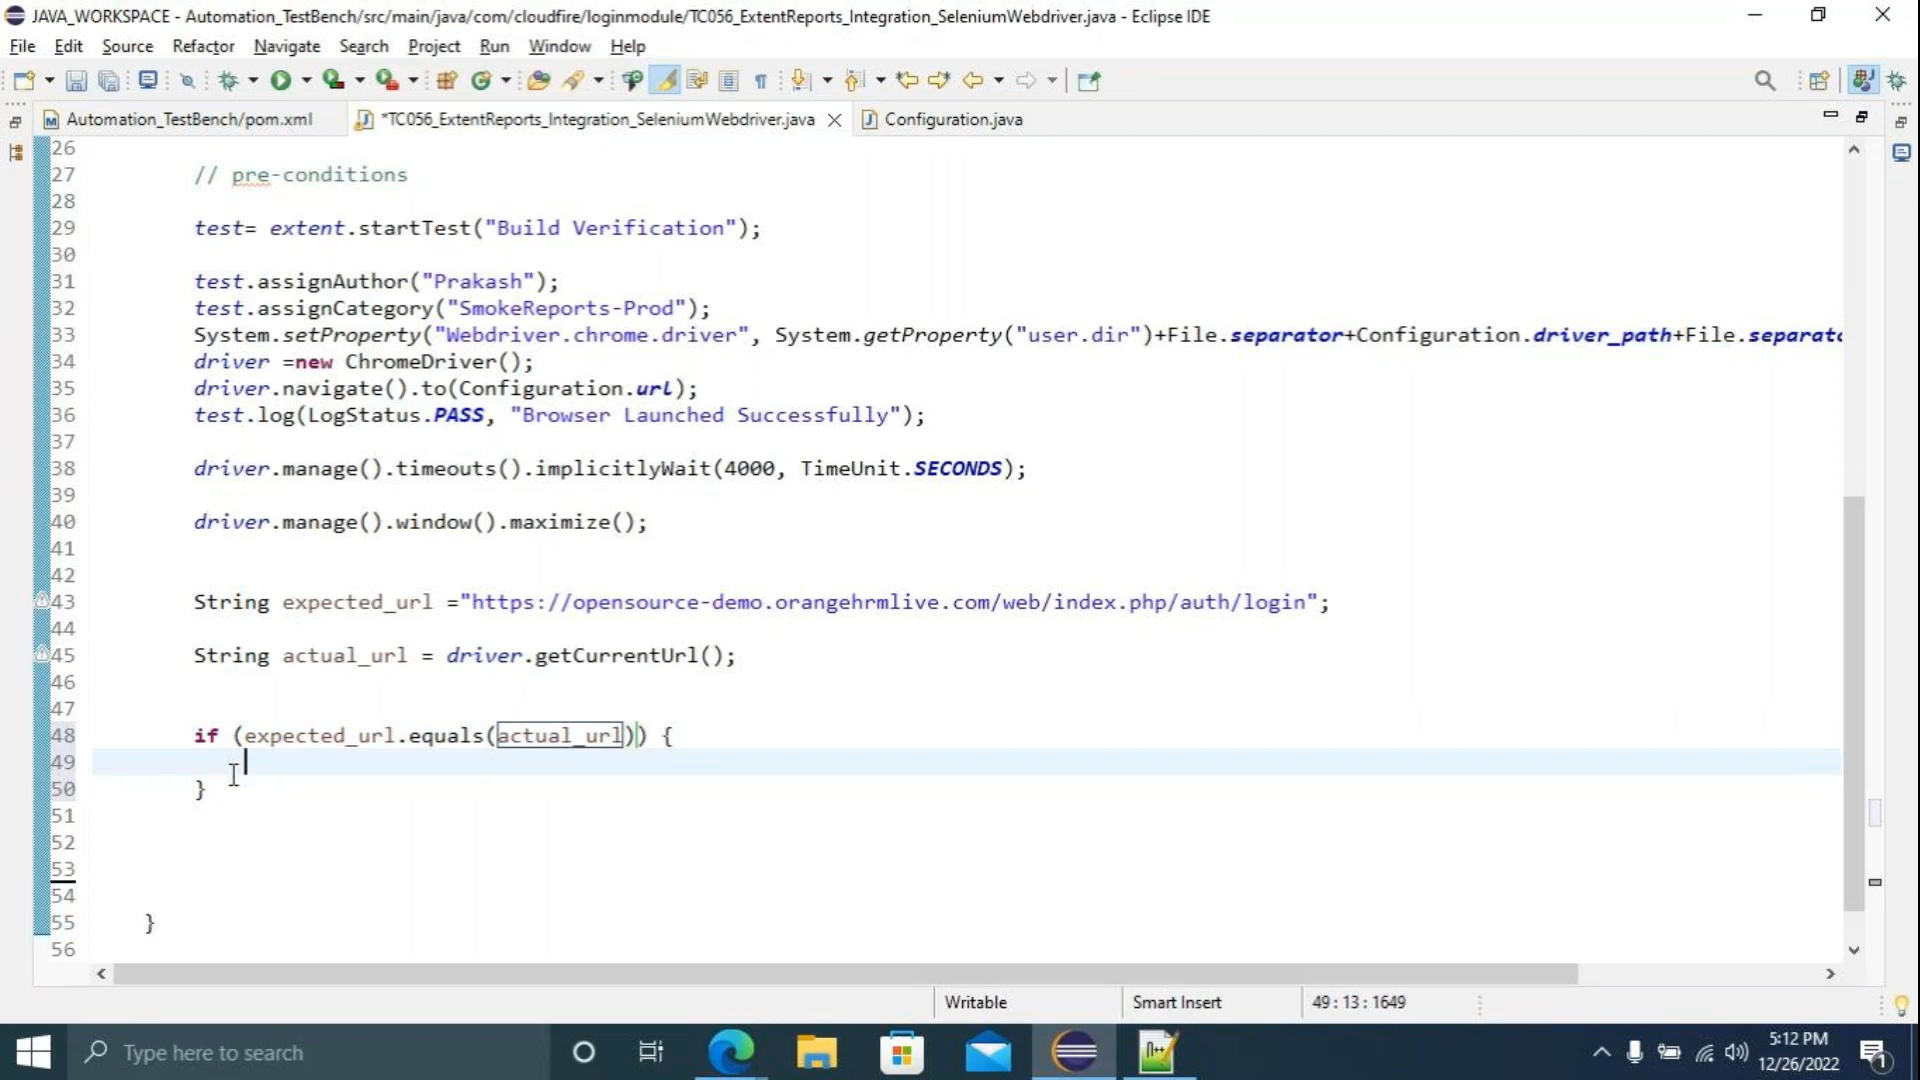 JAVA_WORKSPACE - Automation_TestBench/src/main/java/com/cloudfire/loginmodule/TC056_ExtentReports_Integration_SeleniumWebdriver.java - Eclipse IDE
File Edit Source Refactor Navigate Search Project Run Window Help
Automation_TestBench/pom.xml *TC056_ExtentReports_Integration_SeleniumWebdriver.java Configuration.java
26
27 // pre-conditions
28
29 test= extent.startTest("Build Verification");
30
31 test.assignAuthor("Prakash");
32 test.assignCategory("SmokeReports-Prod");
33 System.setProperty("Webdriver.chrome.driver", System.getProperty("user.dir")+File.separator+Configuration.driver_path+File.separato
34 driver =new ChromeDriver();
35 driver.navigate().to(Configuration.url);
36 test.log(LogStatus.PASS, "Browser Launched Successfully");
37
38 driver.manage().timeouts().implicitlyWait(4000, TimeUnit.SECONDS);
39
40 driver.manage().window().maximize();
41
42
43 String expected_url ="https://opensource-demo.orangehrmlive.com/web/index.php/auth/login";
44
45 String actual_url = driver.getCurrentUrl();
46
47
48 if (expected_url.equals(actual_url)) {
49
50 }
51
52
53
54
55 }
56
Writable Smart Insert 49 : 13 : 1649
Type here to search
5:12 PM
12/26/2022
1